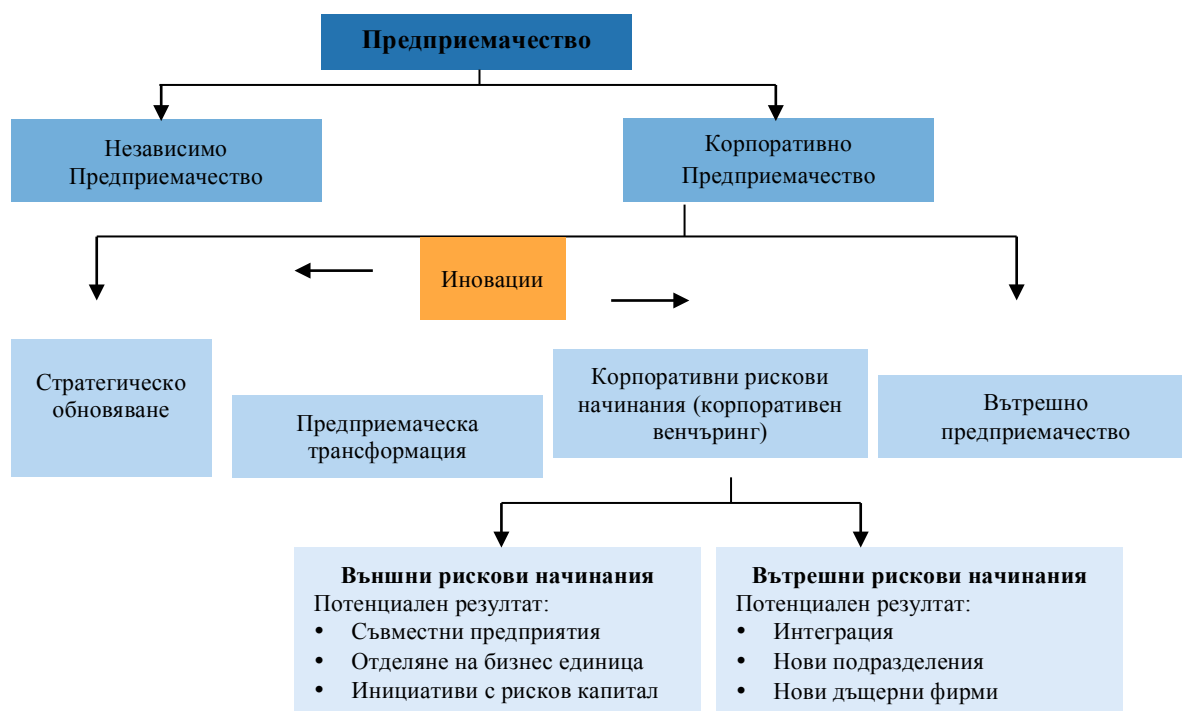 Предприемачество
Независимо
Предприемачество
Корпоративно
Предприемачество
Иновации
Стратегическо
обновяване
Предприемаческа
трансформация
Корпоративни рискови
начинания (корпоративен
венчъринг)
Вътрешно
предприемачество
Външни рискови начинания
Потенциален резултат:
• Съвместни предприятия
• Отделяне на бизнес единица
• Инициативи с рисков капитал
Вътрешни рискови начинания
Потенциален резултат:
• Интеграция
• Нови подразделения
• Нови дъщерни фирми